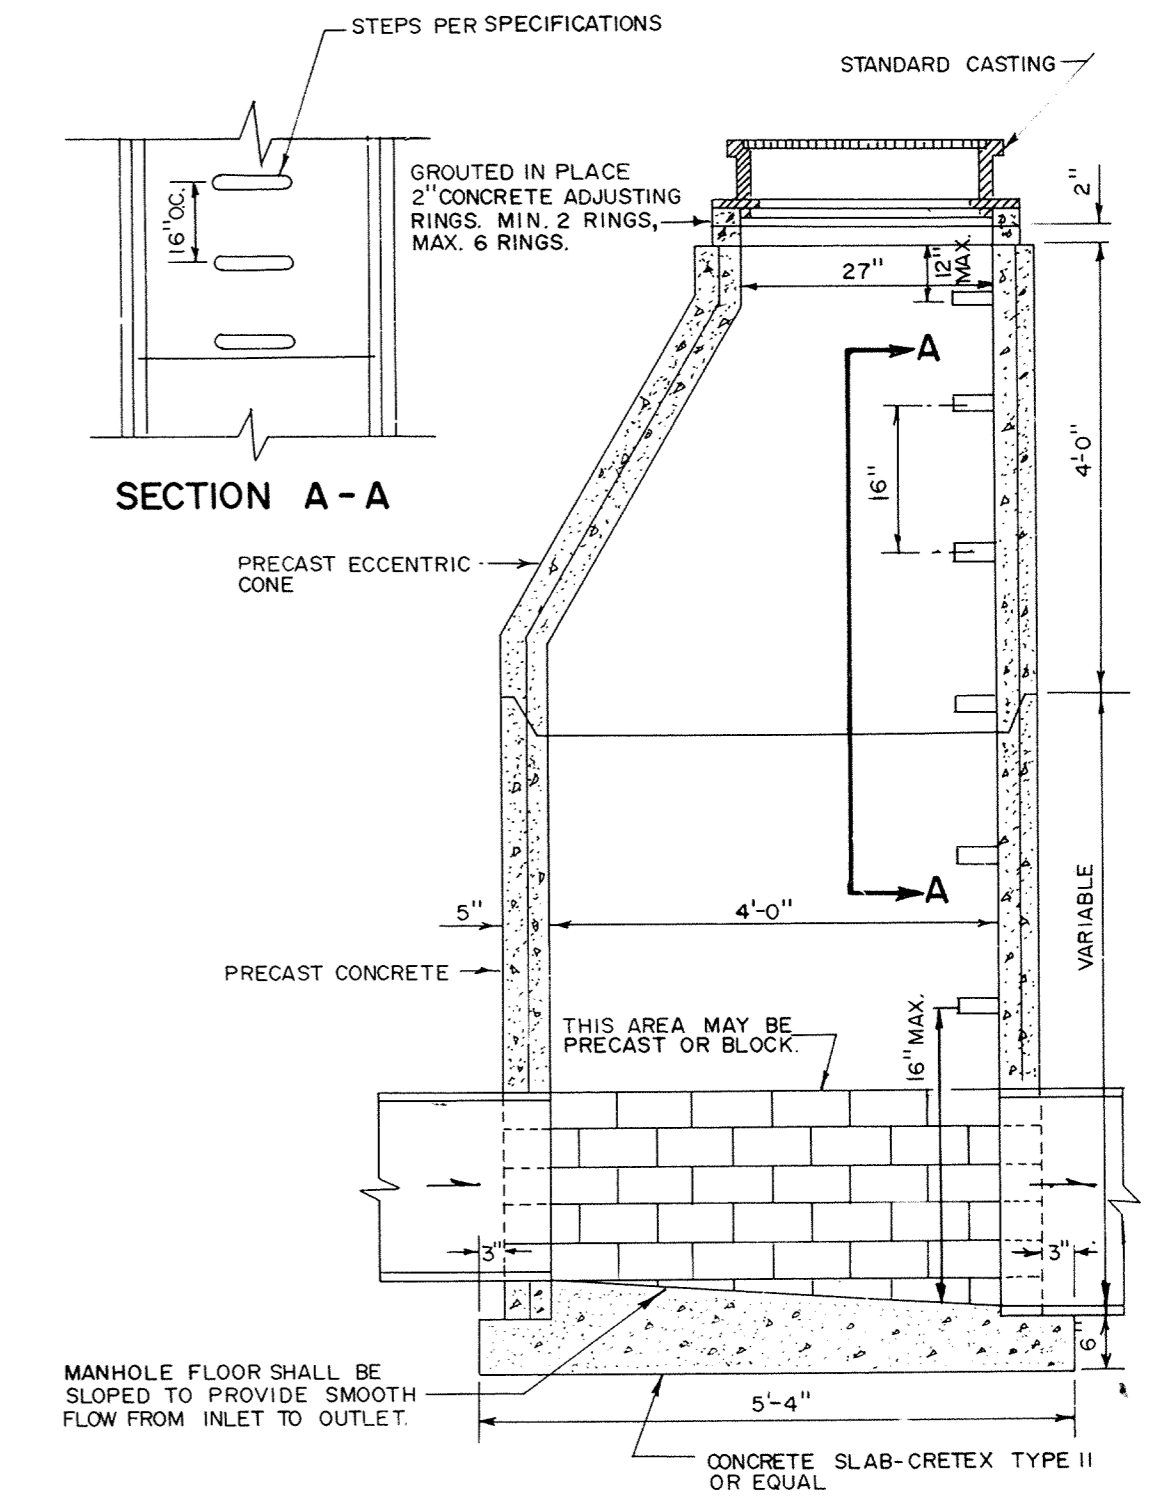 STEPS PER SPECIFICATIONS
STANDARD CASTING
GROUTED IN PLACE
2" CONCRETE ADJUSTING
RINGS. MIN. 2 RINGS,
MAX. 6 RINGS.
2"
16" O.C.
27"
12"
MAX.
A
SECTION A-A
16"
4'-0"
PRECAST ECCENTRIC
CONE
A
5"
4'-0"
VARIABLE
PRECAST CONCRETE
THIS AREA MAY BE
PRECAST OR BLOCK.
16" MAX.
3"
3"
6"
MANHOLE FLOOR SHALL BE
SLOPED TO PROVIDE SMOOTH
FLOW FROM INLET TO OUTLET.
5'-4"
CONCRETE SLAB-CRETEX TYPE II
OR EQUAL